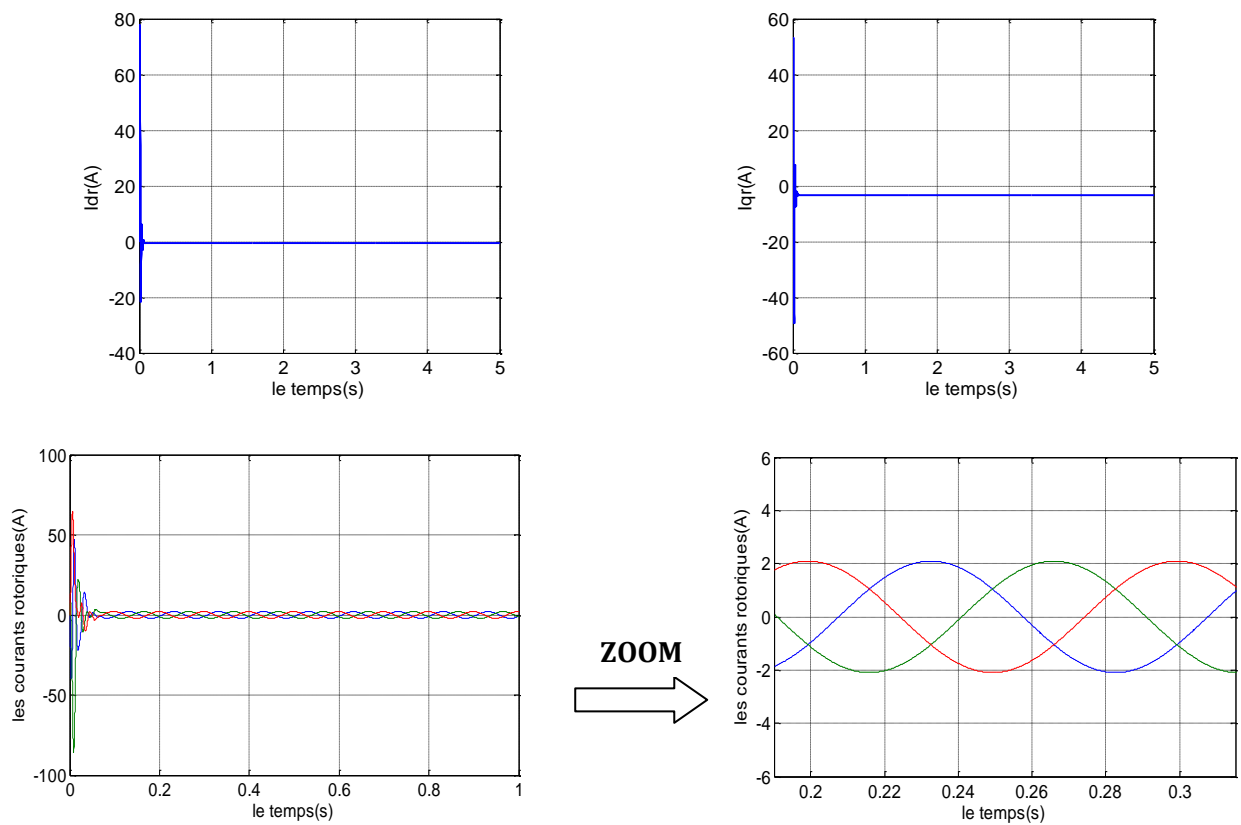 80
60
40
20
0
-20
-40
Idr(A)
0 1 2 3 4 5
le temps(s)
60
40
20
0
-20
-40
-60
Iqr(A)
0 1 2 3 4 5
le temps(s)
100
50
0
-50
-100
les courants rotoriques(A)
0 0.2 0.4 0.6 0.8 1
le temps(s)
ZOOM
6
4
2
0
-2
-4
-6
les courants rotoriques(A)
0.2 0.22 0.24 0.26 0.28 0.3
le temps(s)